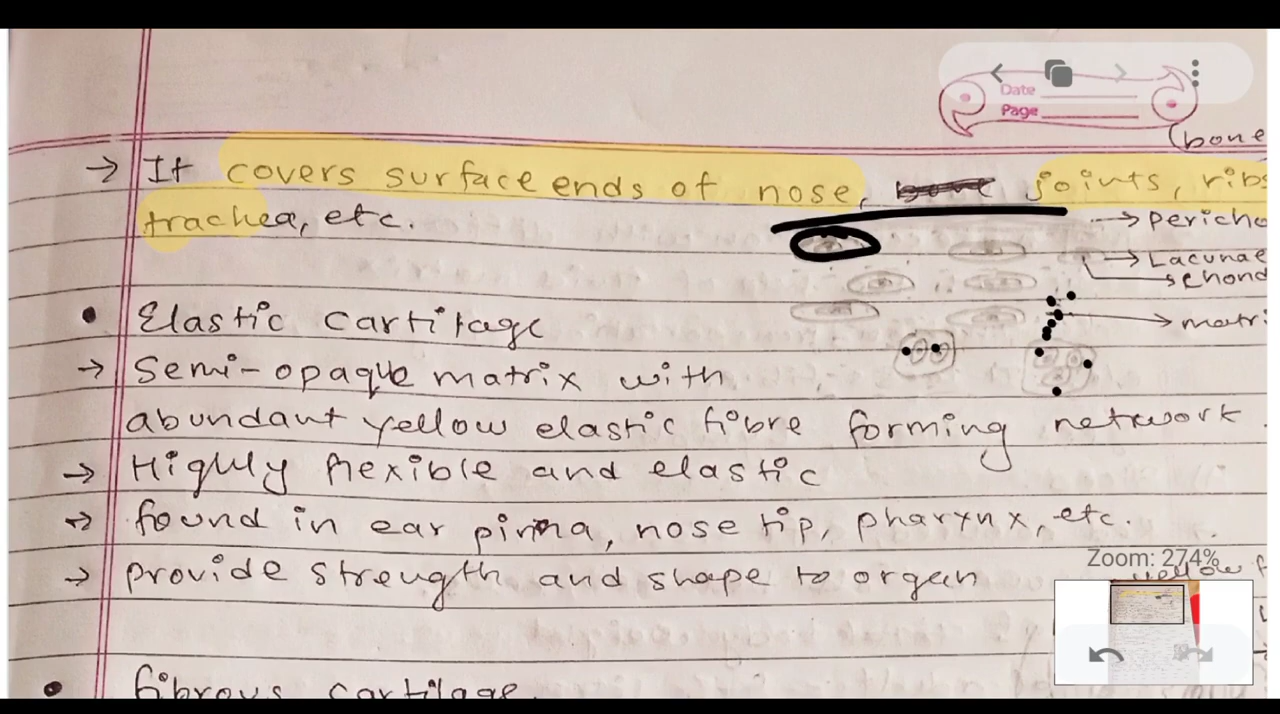 Date
Page
(bone
→ It covers surface ends of nose, joints, ribs
trachea, etc.
→ Periche
→ Lacunae
→ chond
→ matri
• Elastic cartilage
→ Semi-opaque matrix with
abundant yellow elastic fibre forming network.
→ Highly flexible and elastic
→ found in ear pinna, nose tip, pharynx, etc.
→ provide strength and shape to organ
Zoom: 274%
yellow f
• fibrous cartilage.